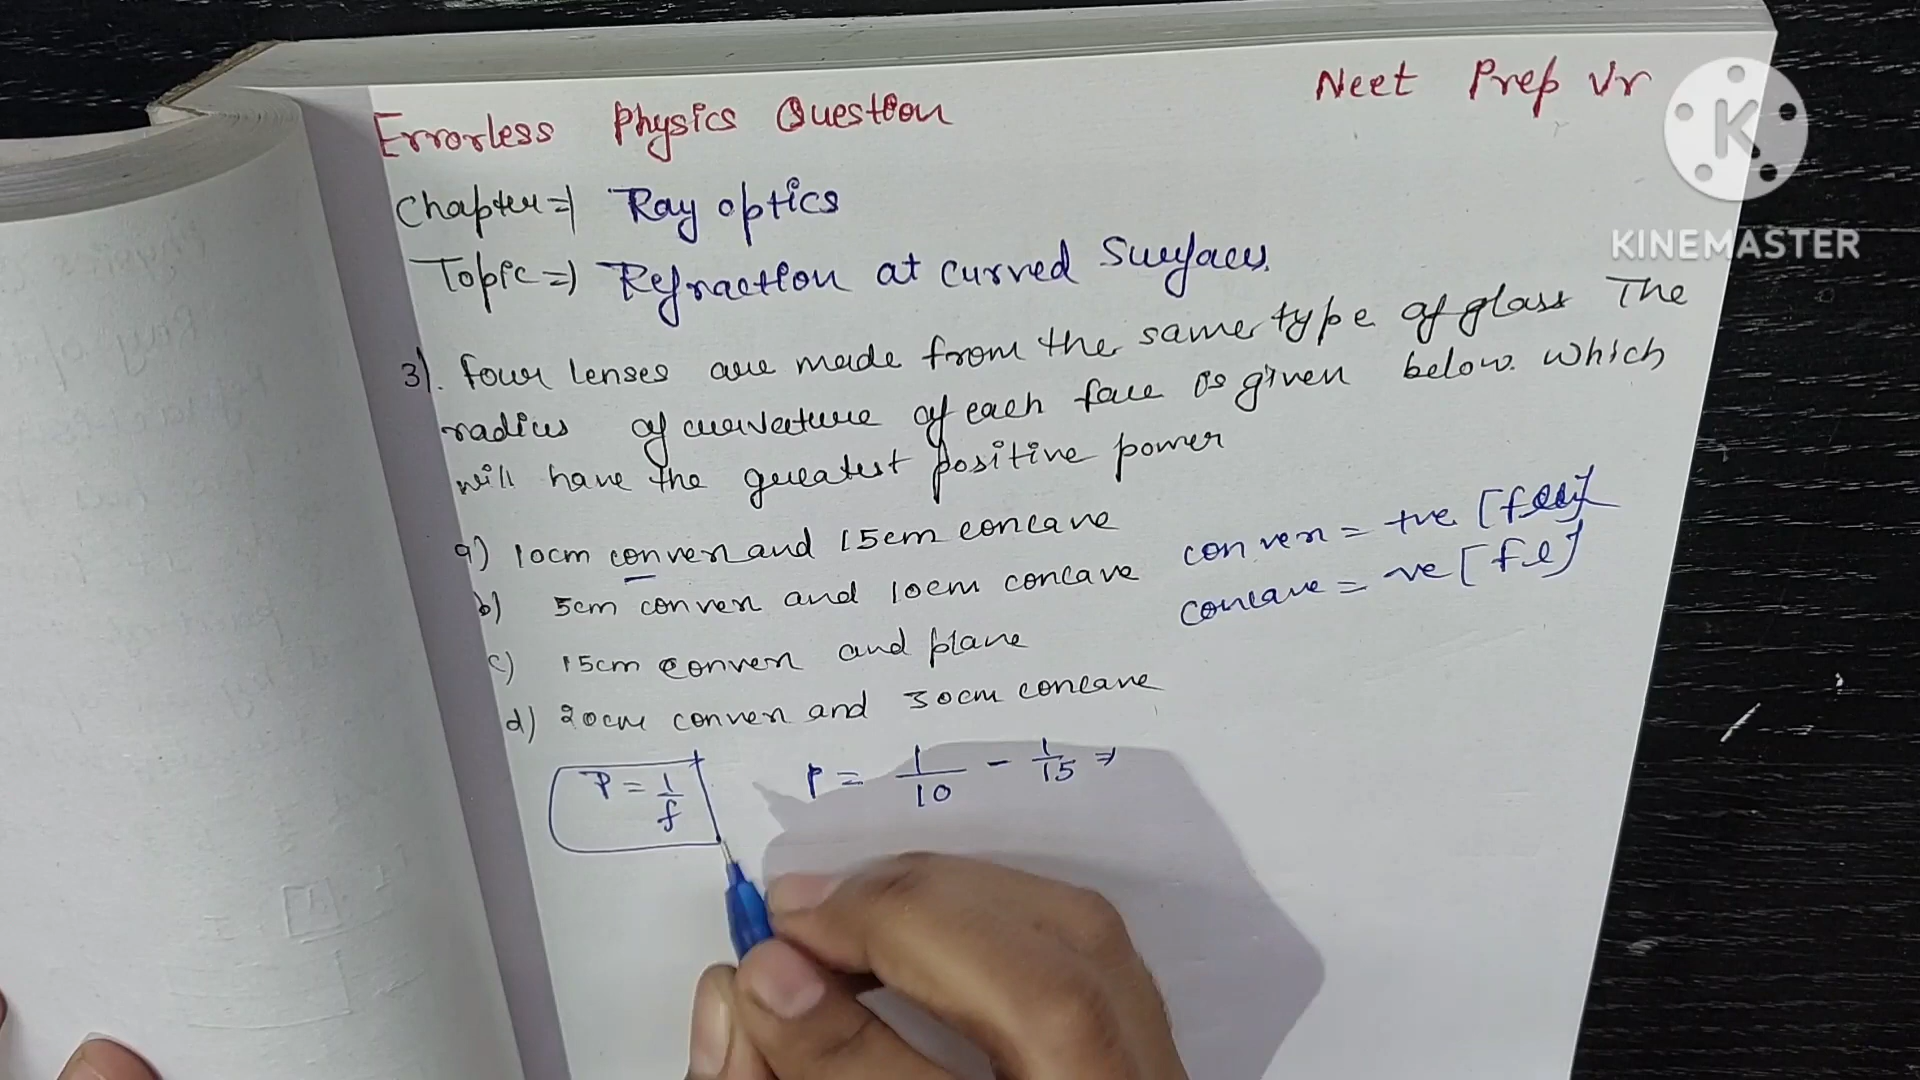 Errorless Physics Question
Neet Prep Vr
K
KINEMASTER
Chapter => Ray optics
Topic => Refraction at curved Surfaces.
3). four lenses are made from the same type of glass The
radius of curvature of each face is given below. which
will have the greatest positive power
a) 10cm convex and 15cm concave
b) 5cm convex and 10cm concave
c) 15cm convex and plane
d) 20cm convex and 30cm concave
convex = +ve
concave = -ve [f.l]
P = 1/f
P = 1/10 - 1/15 =>